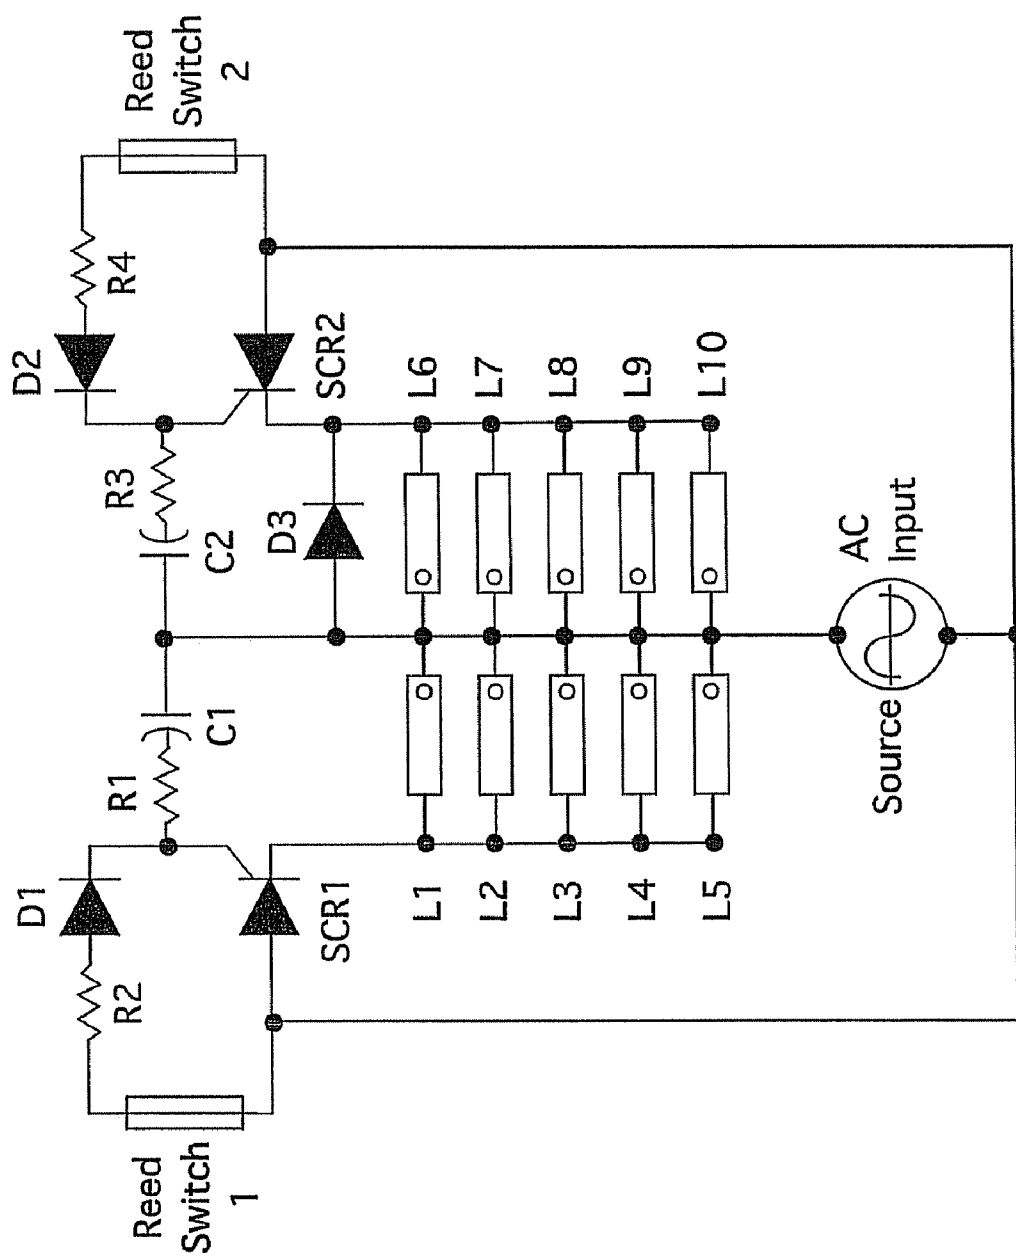 Reed
Switch
1
R2
D1
SCR1
R1
C1
C2
R3
D2
R4
SCR2
Reed
Switch
2
D3
L1
L2
L3
L4
L5
L6
L7
L8
L9
L10
Source
AC
Input